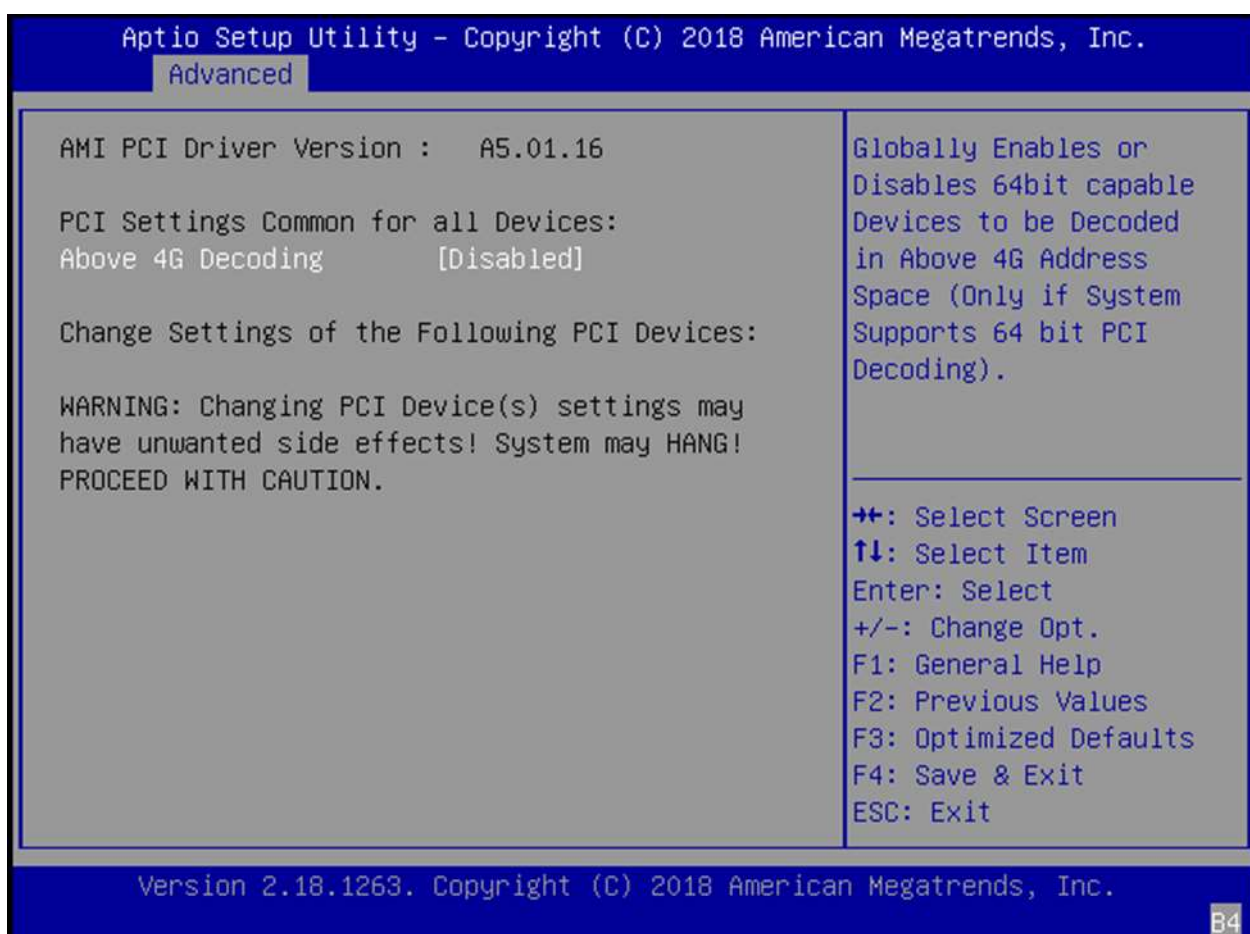 Aptio Setup Utility – Copyright (C) 2018 American Megatrends, Inc.
Advanced
AMI PCI Driver Version :   A5.01.16
PCI Settings Common for all Devices:
Above 4G Decoding   [Disabled]
Change Settings of the Following PCI Devices:
WARNING: Changing PCI Device(s) settings may
have unwanted side effects! System may HANG!
PROCEED WITH CAUTION.
Globally Enables or
Disables 64bit capable
Devices to be Decoded
in Above 4G Address
Space (Only if System
Supports 64 bit PCI
Decoding).
→←: Select Screen
↑↓: Select Item
Enter: Select
+/-: Change Opt.
F1: General Help
F2: Previous Values
F3: Optimized Defaults
F4: Save & Exit
ESC: Exit
Version 2.18.1263. Copyright (C) 2018 American Megatrends, Inc.
B4